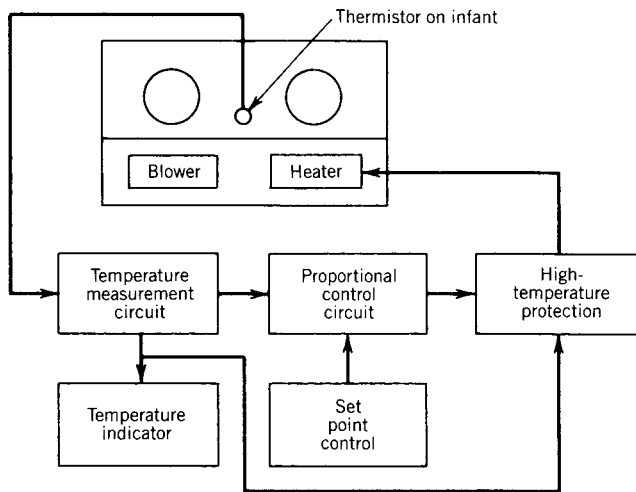 Thermistor on infant
Blower
Heater
Temperature
measurement
circuit
Proportional
control
circuit
High-
temperature
protection
Temperature
indicator
Set
point
control